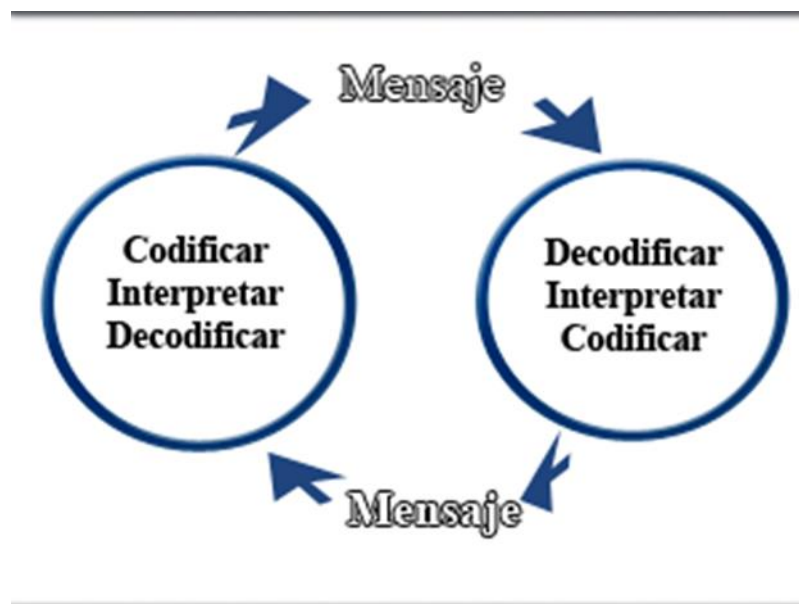 Mensaje
Codificar
Interpretar
Decodificar
Decodificar
Interpretar
Codificar
Mensaje